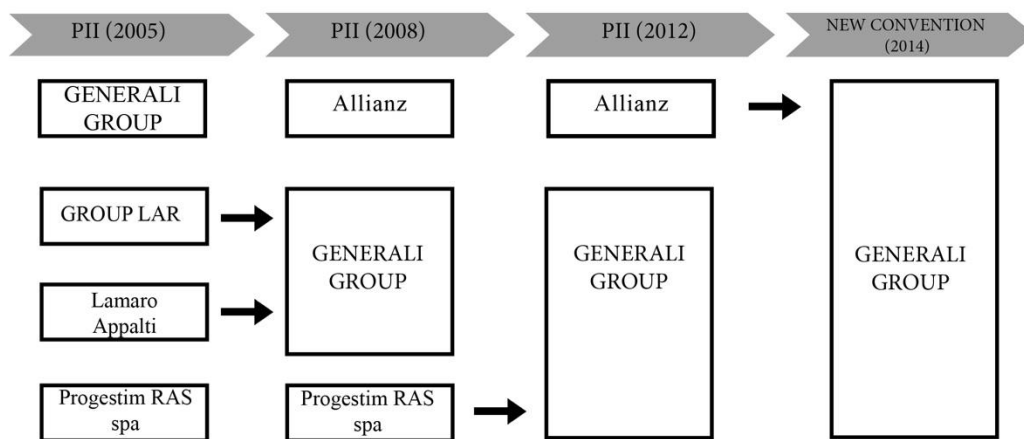 PII (2005)
PII (2008)
PII (2012)
NEW CONVENTION
(2014)
GENERALI
GROUP
Allianz
Allianz
GROUP LAR
GENERALI
GROUP
GENERALI
GROUP
GENERALI
GROUP
Lamaro
Appalti
Progestim RAS
spa
Progestim RAS
spa